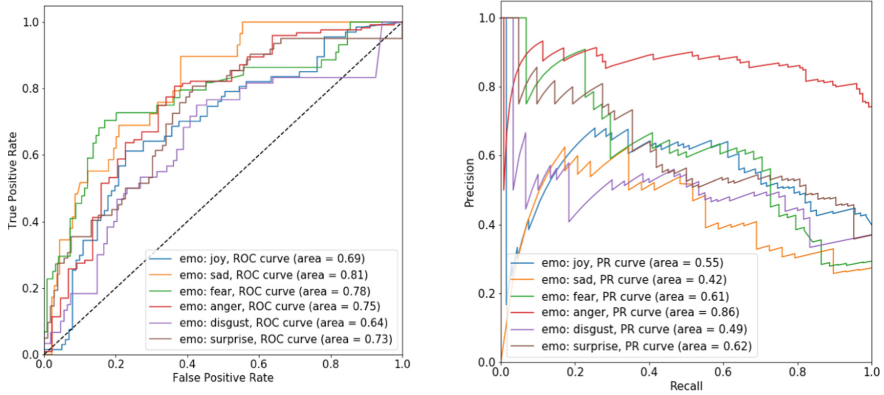 1.0
0.8
0.6
0.4
0.2
0.0
True Positive Rate
emo: joy, ROC curve (area = 0.69)
emo: sad, ROC curve (area = 0.81)
emo: fear, ROC curve (area = 0.78)
emo: anger, ROC curve (area = 0.75)
emo: disgust, ROC curve (area = 0.64)
emo: surprise, ROC curve (area = 0.73)
0.0 0.2 0.4 0.6 0.8 1.0
False Positive Rate
1.0
0.8
0.6
0.4
0.2
0.0
Precision
emo: joy, PR curve (area = 0.55)
emo: sad, PR curve (area = 0.42)
emo: fear, PR curve (area = 0.61)
emo: anger, PR curve (area = 0.86)
emo: disgust, PR curve (area = 0.49)
emo: surprise, PR curve (area = 0.62)
0.0 0.2 0.4 0.6 0.8 1.0
Recall